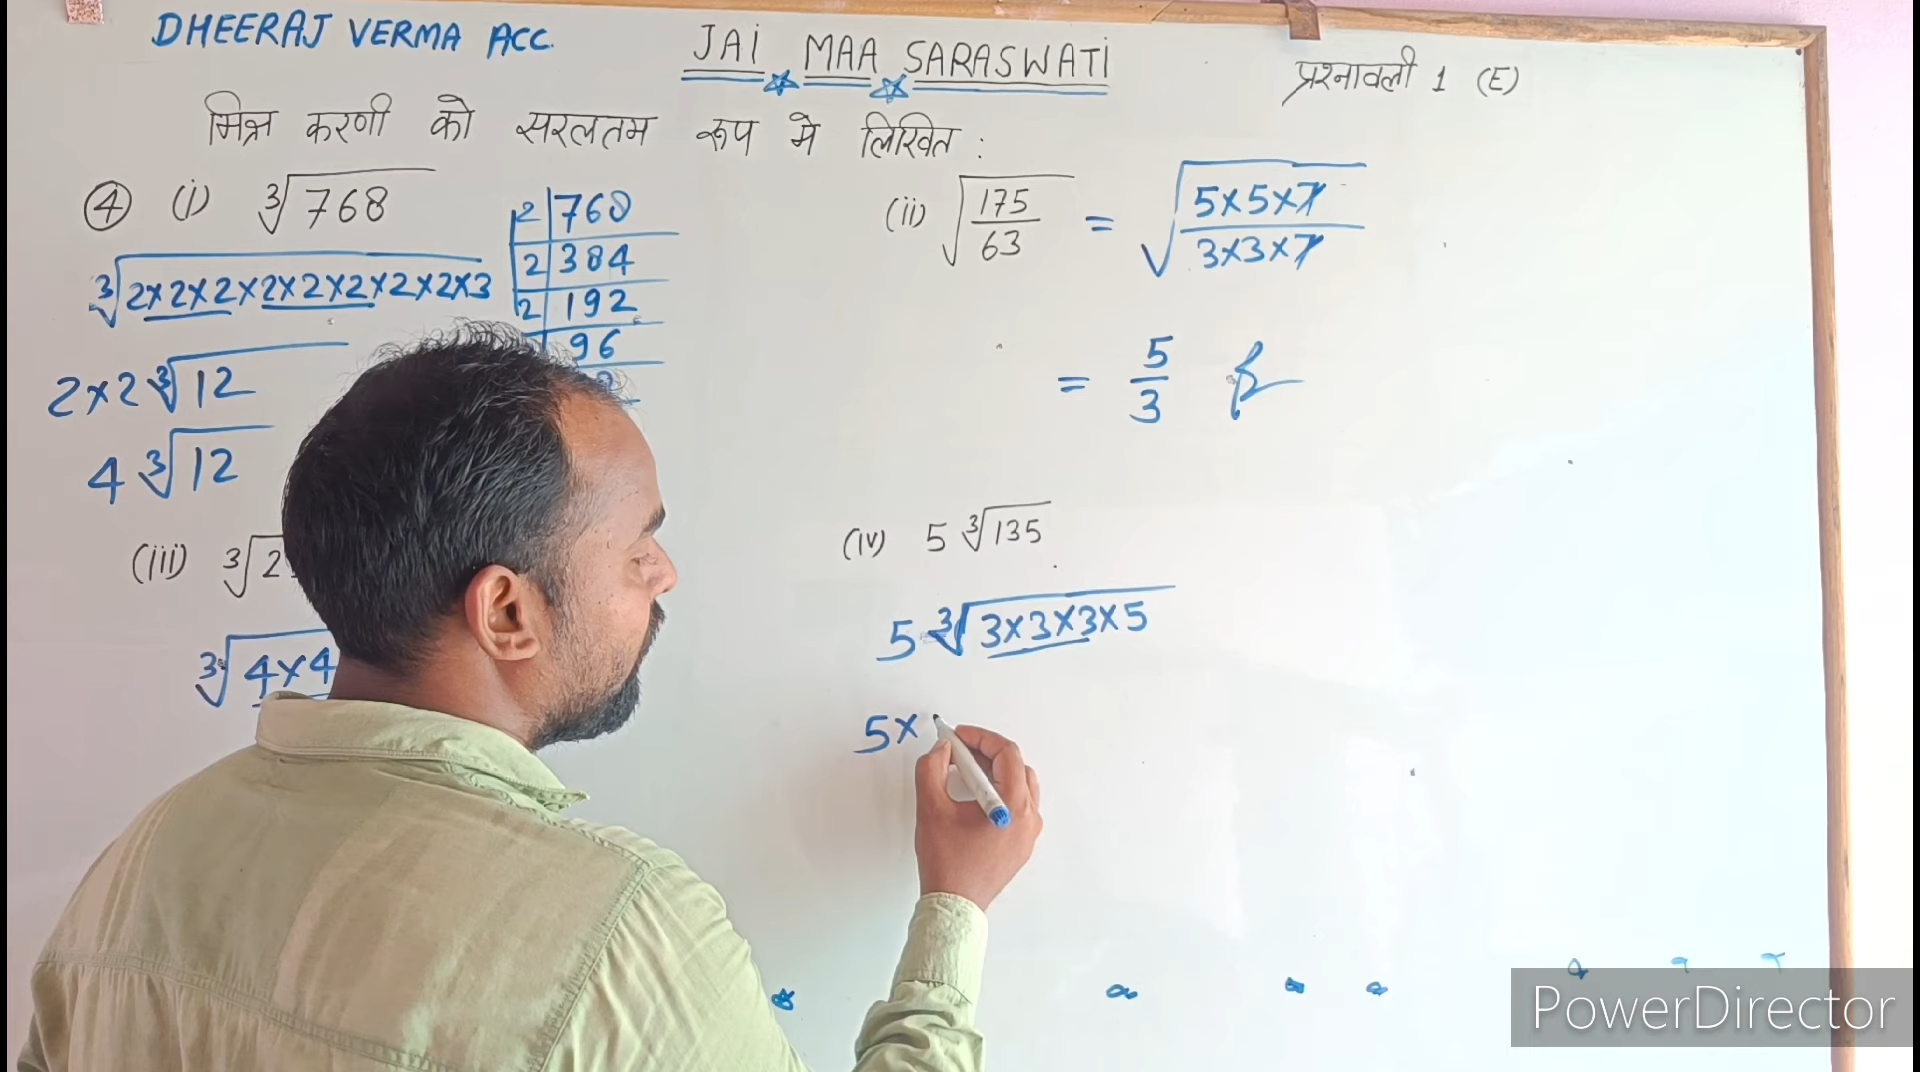 DHEERAJ VERMA ACC.
JAI MAA SARASWATI
प्रश्नावली 1 (E)
भिन्न करणी को सरलतम रूप मे लिखित :
④ (i) ∛768
2 | 768
2 | 384
2 | 192
96
∛2×2×2×2×2×2×2×2×3
2×2 ∛12
4 ∛12
(ii) √175/63 = √5×5×7/3×3×7
= 5/3
(iii) ∛2
∛4×4
(iv) 5 ∛135
5 ∛3×3×3×5
5×
PowerDirector